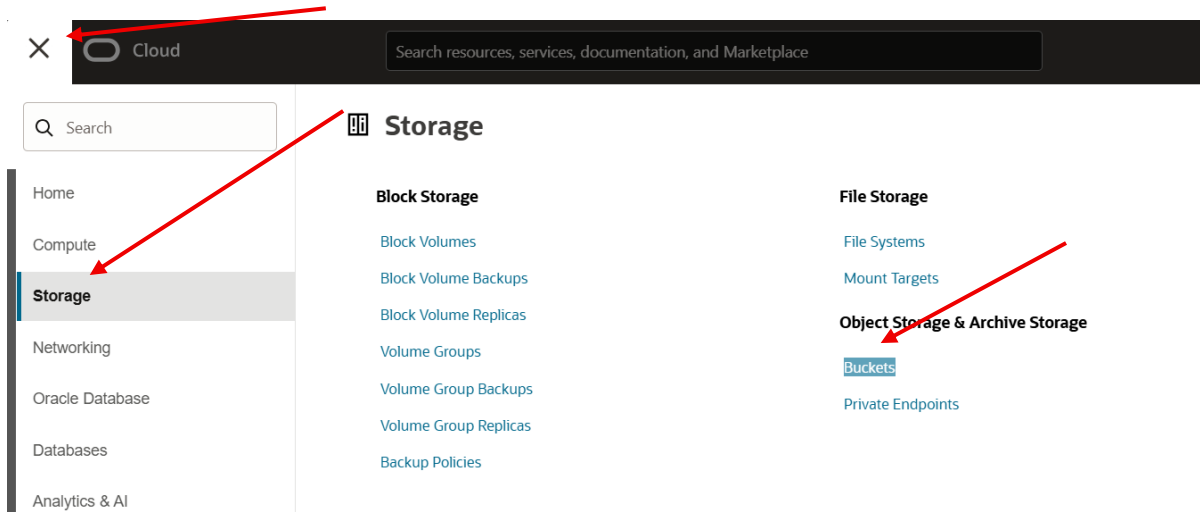 Cloud
Search resources, services, documentation, and Marketplace
Search
Home
Compute
Storage
Networking
Oracle Database
Databases
Analytics & AI
Storage
Block Storage
Block Volumes
Block Volume Backups
Block Volume Replicas
Volume Groups
Volume Group Backups
Volume Group Replicas
Backup Policies
File Storage
File Systems
Mount Targets
Object Storage & Archive Storage
Buckets
Private Endpoints